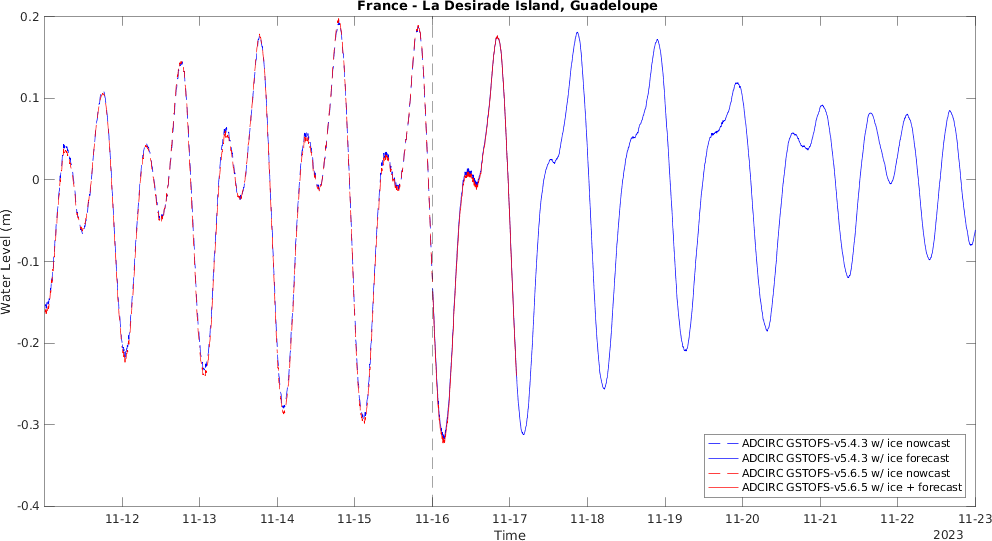 France - La Desirade Island, Guadeloupe
Water Level (m)
0.2
0.1
0
-0.1
-0.2
-0.3
-0.4
11-12
11-13
11-14
11-15
11-16
11-17
11-18
11-19
11-20
11-21
11-22
11-23
Time
2023
ADCIRC GSTOFS-v5.4.3 w/ ice nowcast
ADCIRC GSTOFS-v5.4.3 w/ ice forecast
ADCIRC GSTOFS-v5.6.5 w/ ice nowcast
ADCIRC GSTOFS-v5.6.5 w/ ice + forecast